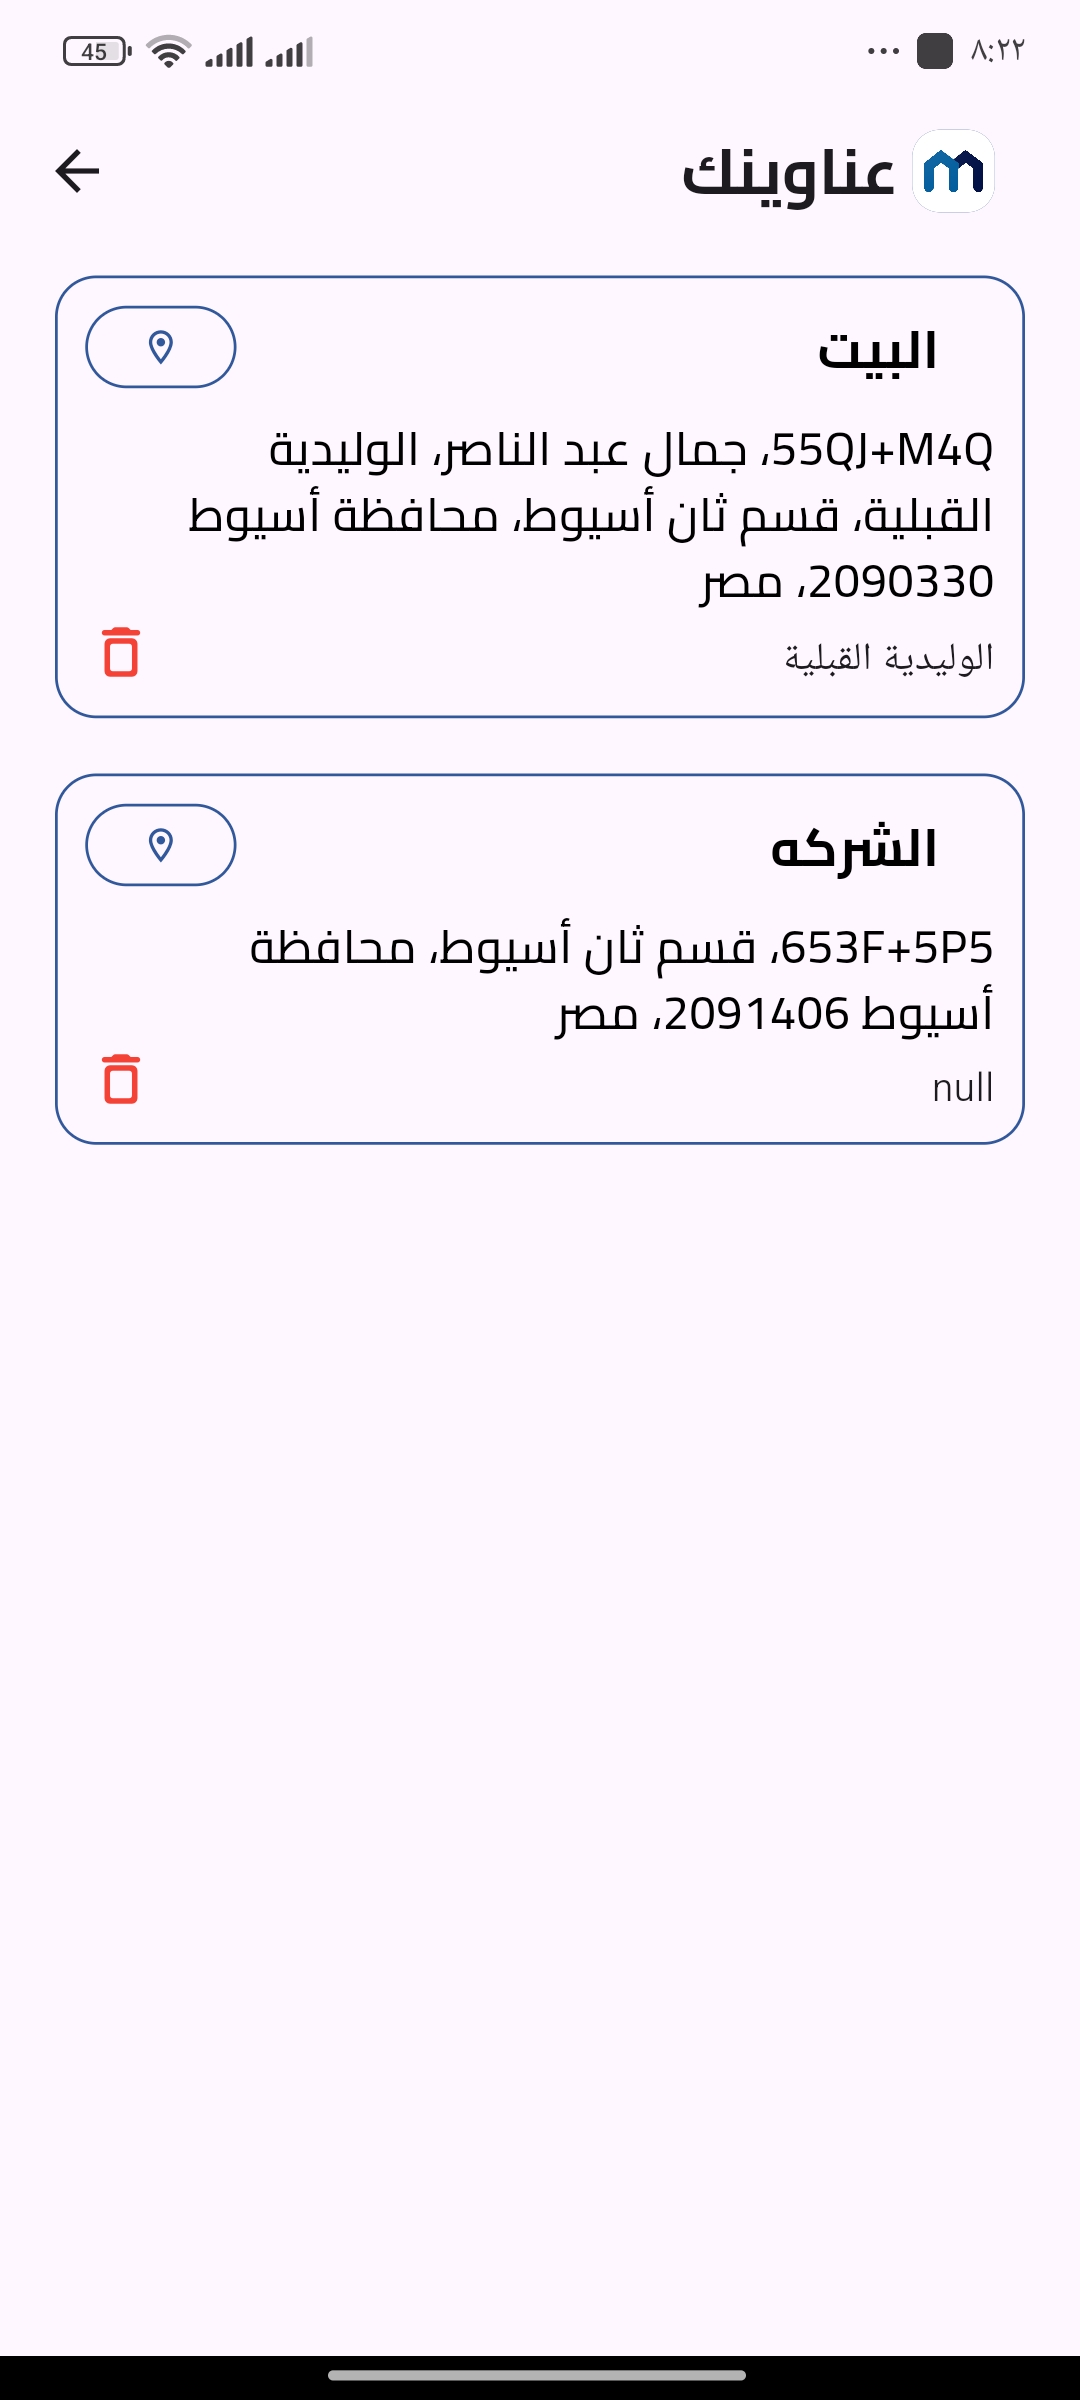 ٨:٢٢
45
عناوينك
البيت
55QJ+M4Q، جمال عبد الناصر، الوليدية
القبلية، قسم ثان أسيوط، محافظة أسيوط
2090330، مصر
الوليدية القبلية
الشركه
653F+5P5، قسم ثان أسيوط، محافظة
أسيوط 2091406، مصر
null